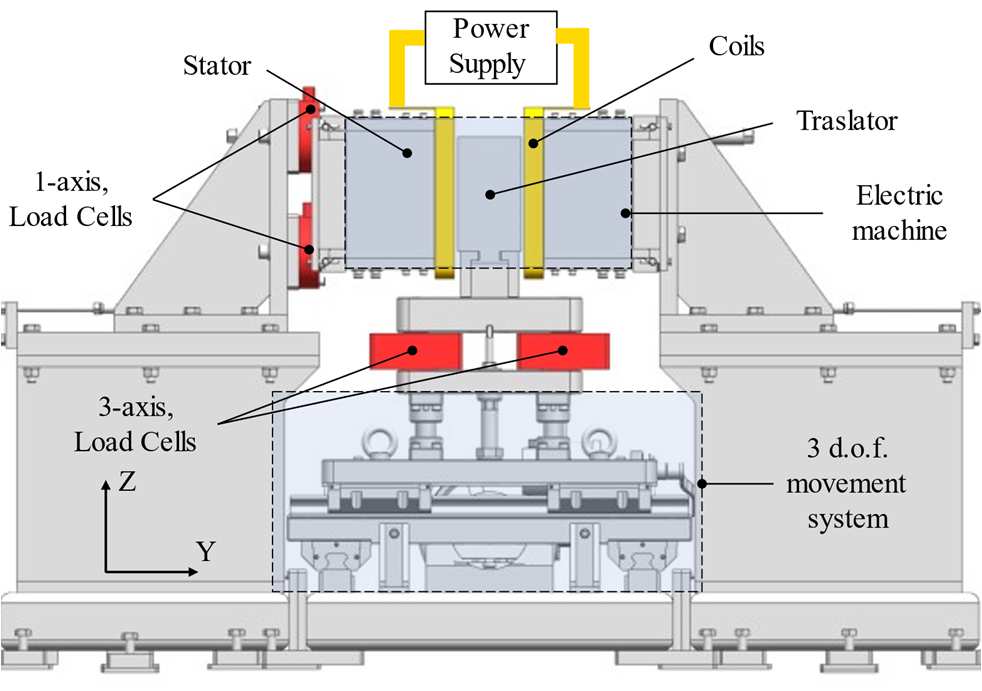 Power
Supply
Coils
Stator
Traslator
1-axis,
Load Cells
Electric
machine
3-axis,
Load Cells
3 d.o.f.
movement
system
Z
Y